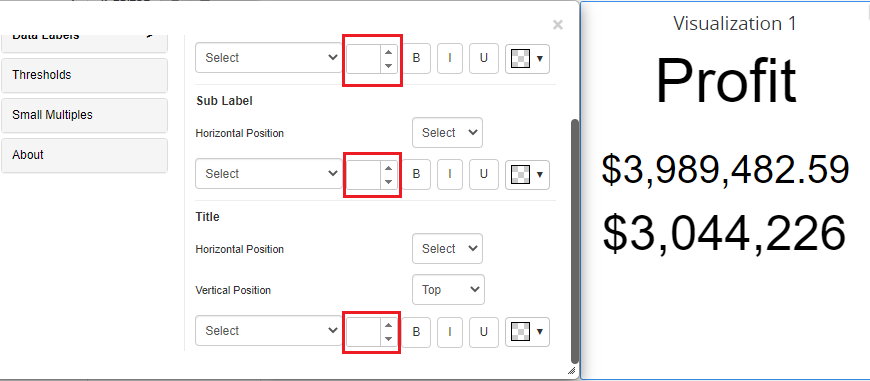 Data Labels >
Select B I U
Thresholds
Sub Label
Small Multiples
Horizontal Position Select
About
Select B I U
Title
Horizontal Position Select
Vertical Position Top
Select B I U
Visualization 1
Profit
$3,989,482.59
$3,044,226